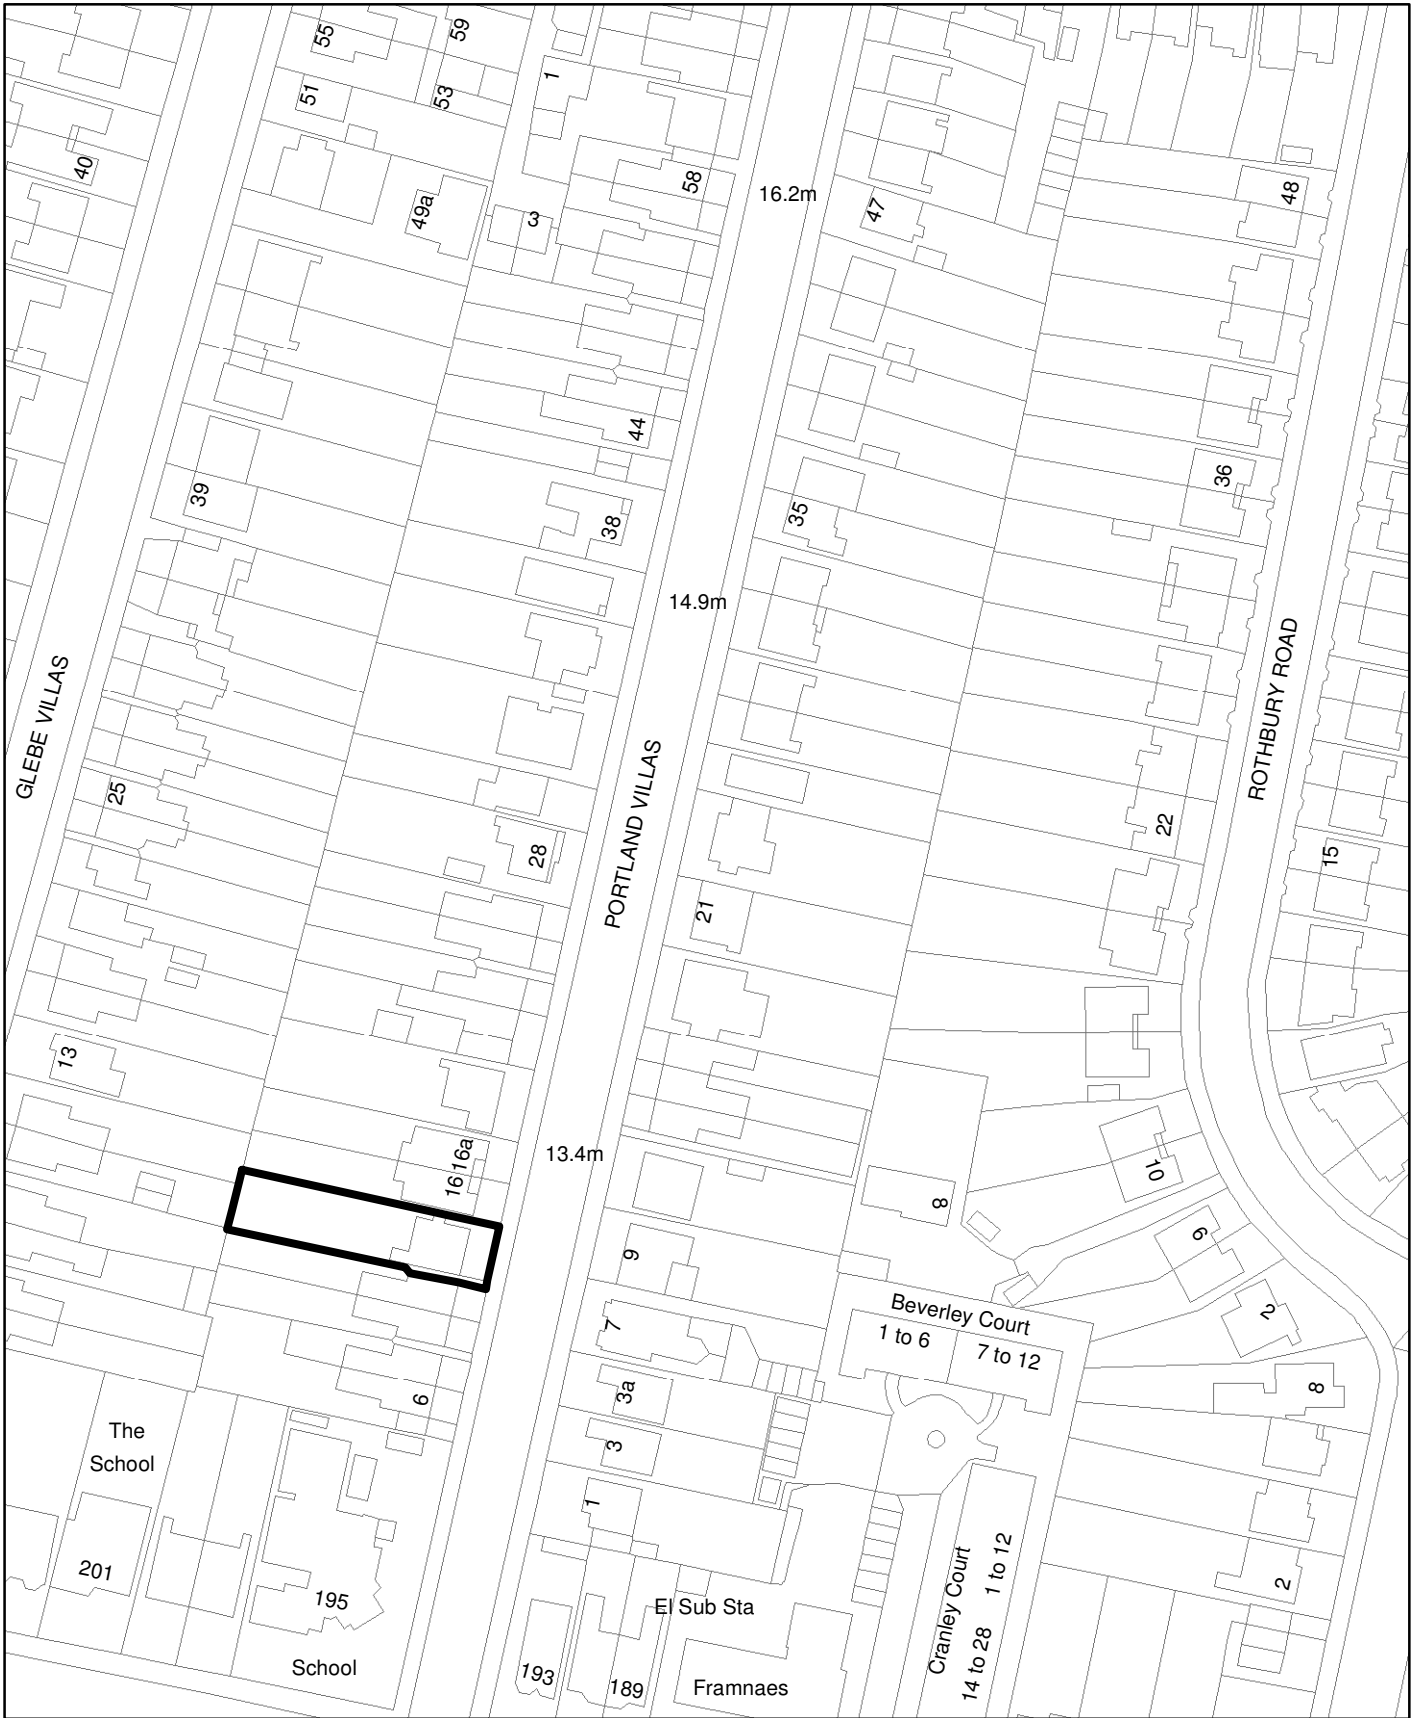 55
59
1
51
53
40
58
16.2m
48
49a
3
47
44
36
39
38
35
14.9m
GLEBE VILLAS
ROTHBURY ROAD
PORTLAND VILLAS
25
22
28
15
21
13
16a
16
13.4m
10
8
9
6
Beverley Court
1 to 6
7 to 12
2
7
3a
8
6
The
School
3
1
201
195
El Sub Sta
Cranley Court
1 to 12
14 to 28
2
School
193
189
Framnaes